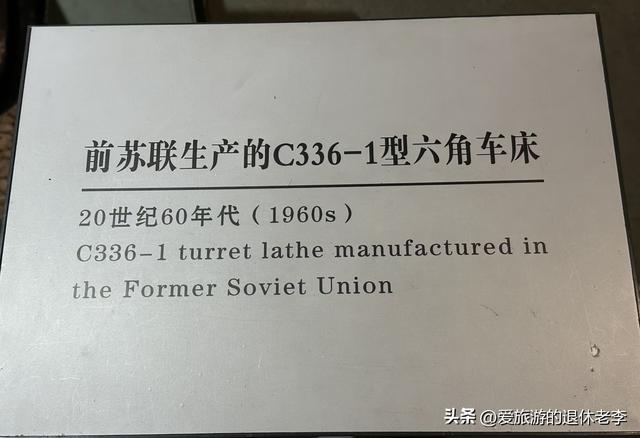 前苏联生产的C336-1型六角车床
20世纪60年代（1960s）
C336-1 turret lathe manufactured in
the Former Soviet Union
头条 @爱旅游的退休老李